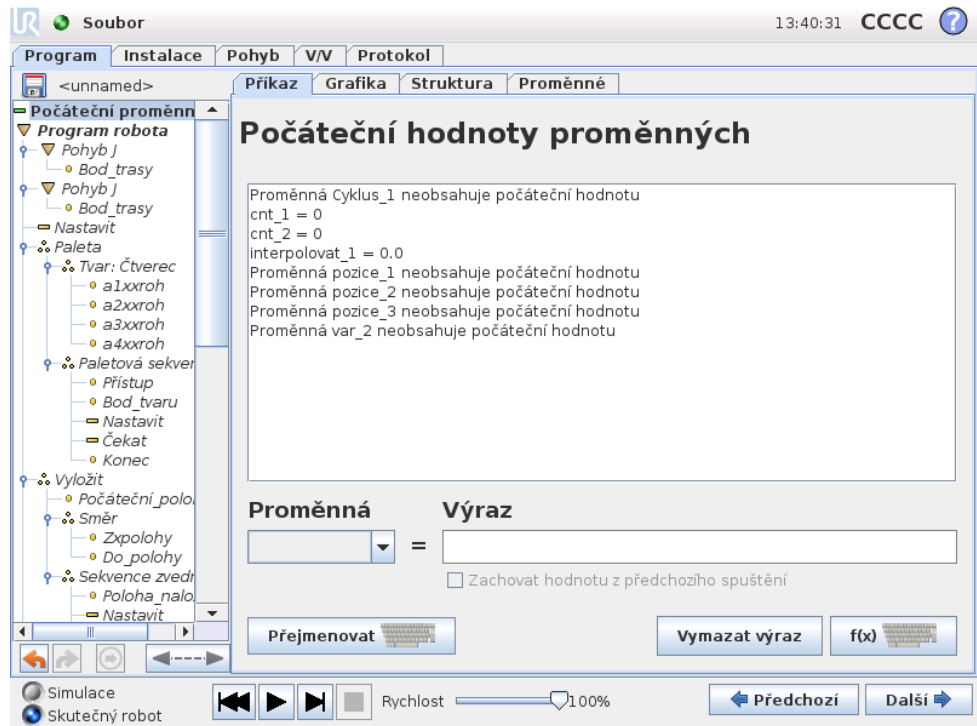 UR Soubor 13:40:31 CCCC ?
Program Instalace Pohyb V/V Protokol
<unnamed>
Příkaz Grafika Struktura Proměnné
Počáteční proměnn
Program robota
Pohyb J
Bod_trasy
Pohyb J
Bod_trasy
Nastavit
Paleta
Tvar: Čtverec
a1xxroh
a2xxroh
a3xxroh
a4xxroh
Paletová sekver
Přístup
Bod_tvaru
Nastavit
Čekat
Konec
Vyložit
Počáteční_polo
Směr
Zxpolohy
Do_polohy
Sekvence zvedr
Poloha_nalo
Nastavit
Počáteční hodnoty proměnných
Proměnná Cyklus_1 neobsahuje počáteční hodnotu
cnt_1 = 0
cnt_2 = 0
interpolovat_1 = 0.0
Proměnná pozice_1 neobsahuje počáteční hodnotu
Proměnná pozice_2 neobsahuje počáteční hodnotu
Proměnná pozice_3 neobsahuje počáteční hodnotu
Proměnná var_2 neobsahuje počáteční hodnotu
Proměnná Výraz
=
Zachovat hodnotu z předchozího spuštění
Přejmenovat Vymazat výraz f(x)
Simulace
Skutečný robot
Rychlost 100%
Předchozí Další